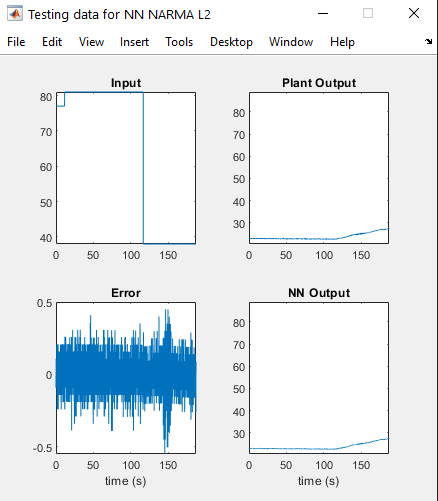 Testing data for NN NARMA L2
File Edit View Insert Tools Desktop Window Help
Input
80
70
60
50
40
0 50 100 150
Plant Output
80
70
60
50
40
30
0 50 100 150
Error
0.5
0
-0.5
0 50 100 150
time (s)
NN Output
80
70
60
50
40
30
0 50 100 150
time (s)